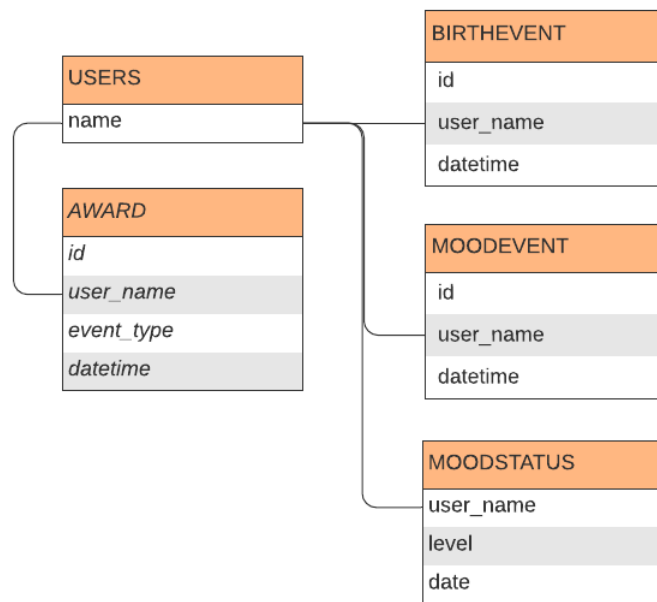 USERS
name
AWARD
id
user_name
event_type
datetime
BIRTHEVENT
id
user_name
datetime
MOODEVENT
id
user_name
datetime
MOODSTATUS
user_name
level
date